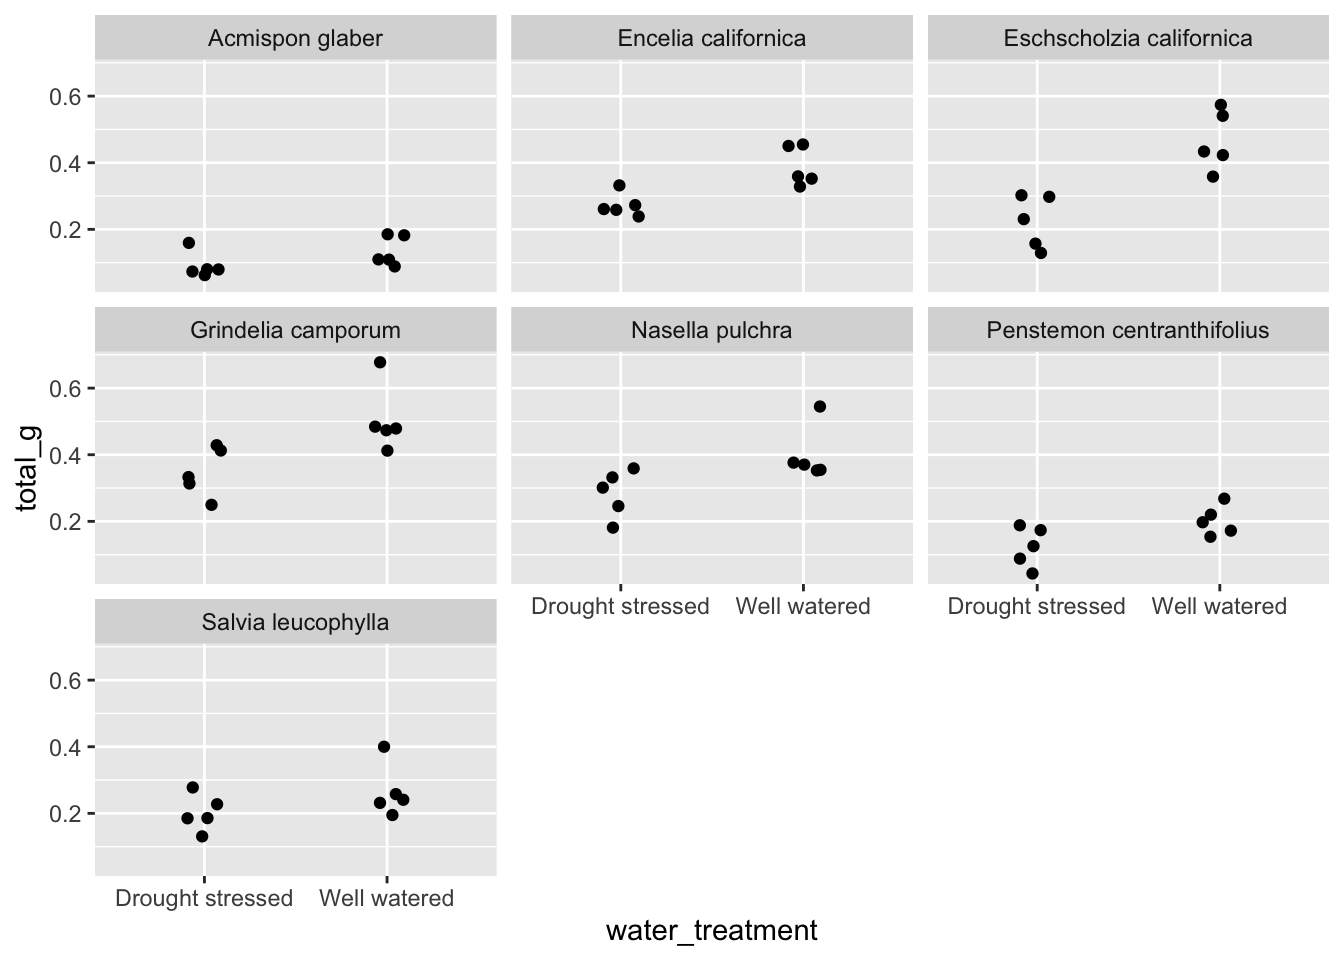 Acmispon glaber
Encelia californica
Eschscholzia californica
0.6
0.4
0.2
Grindelia camporum
Nasella pulchra
Penstemon centranthifolius
0.6
0.4
0.2
total_g
Drought stressed
Well watered
Drought stressed
Well watered
Salvia leucophylla
0.6
0.4
0.2
Drought stressed
Well watered
water_treatment